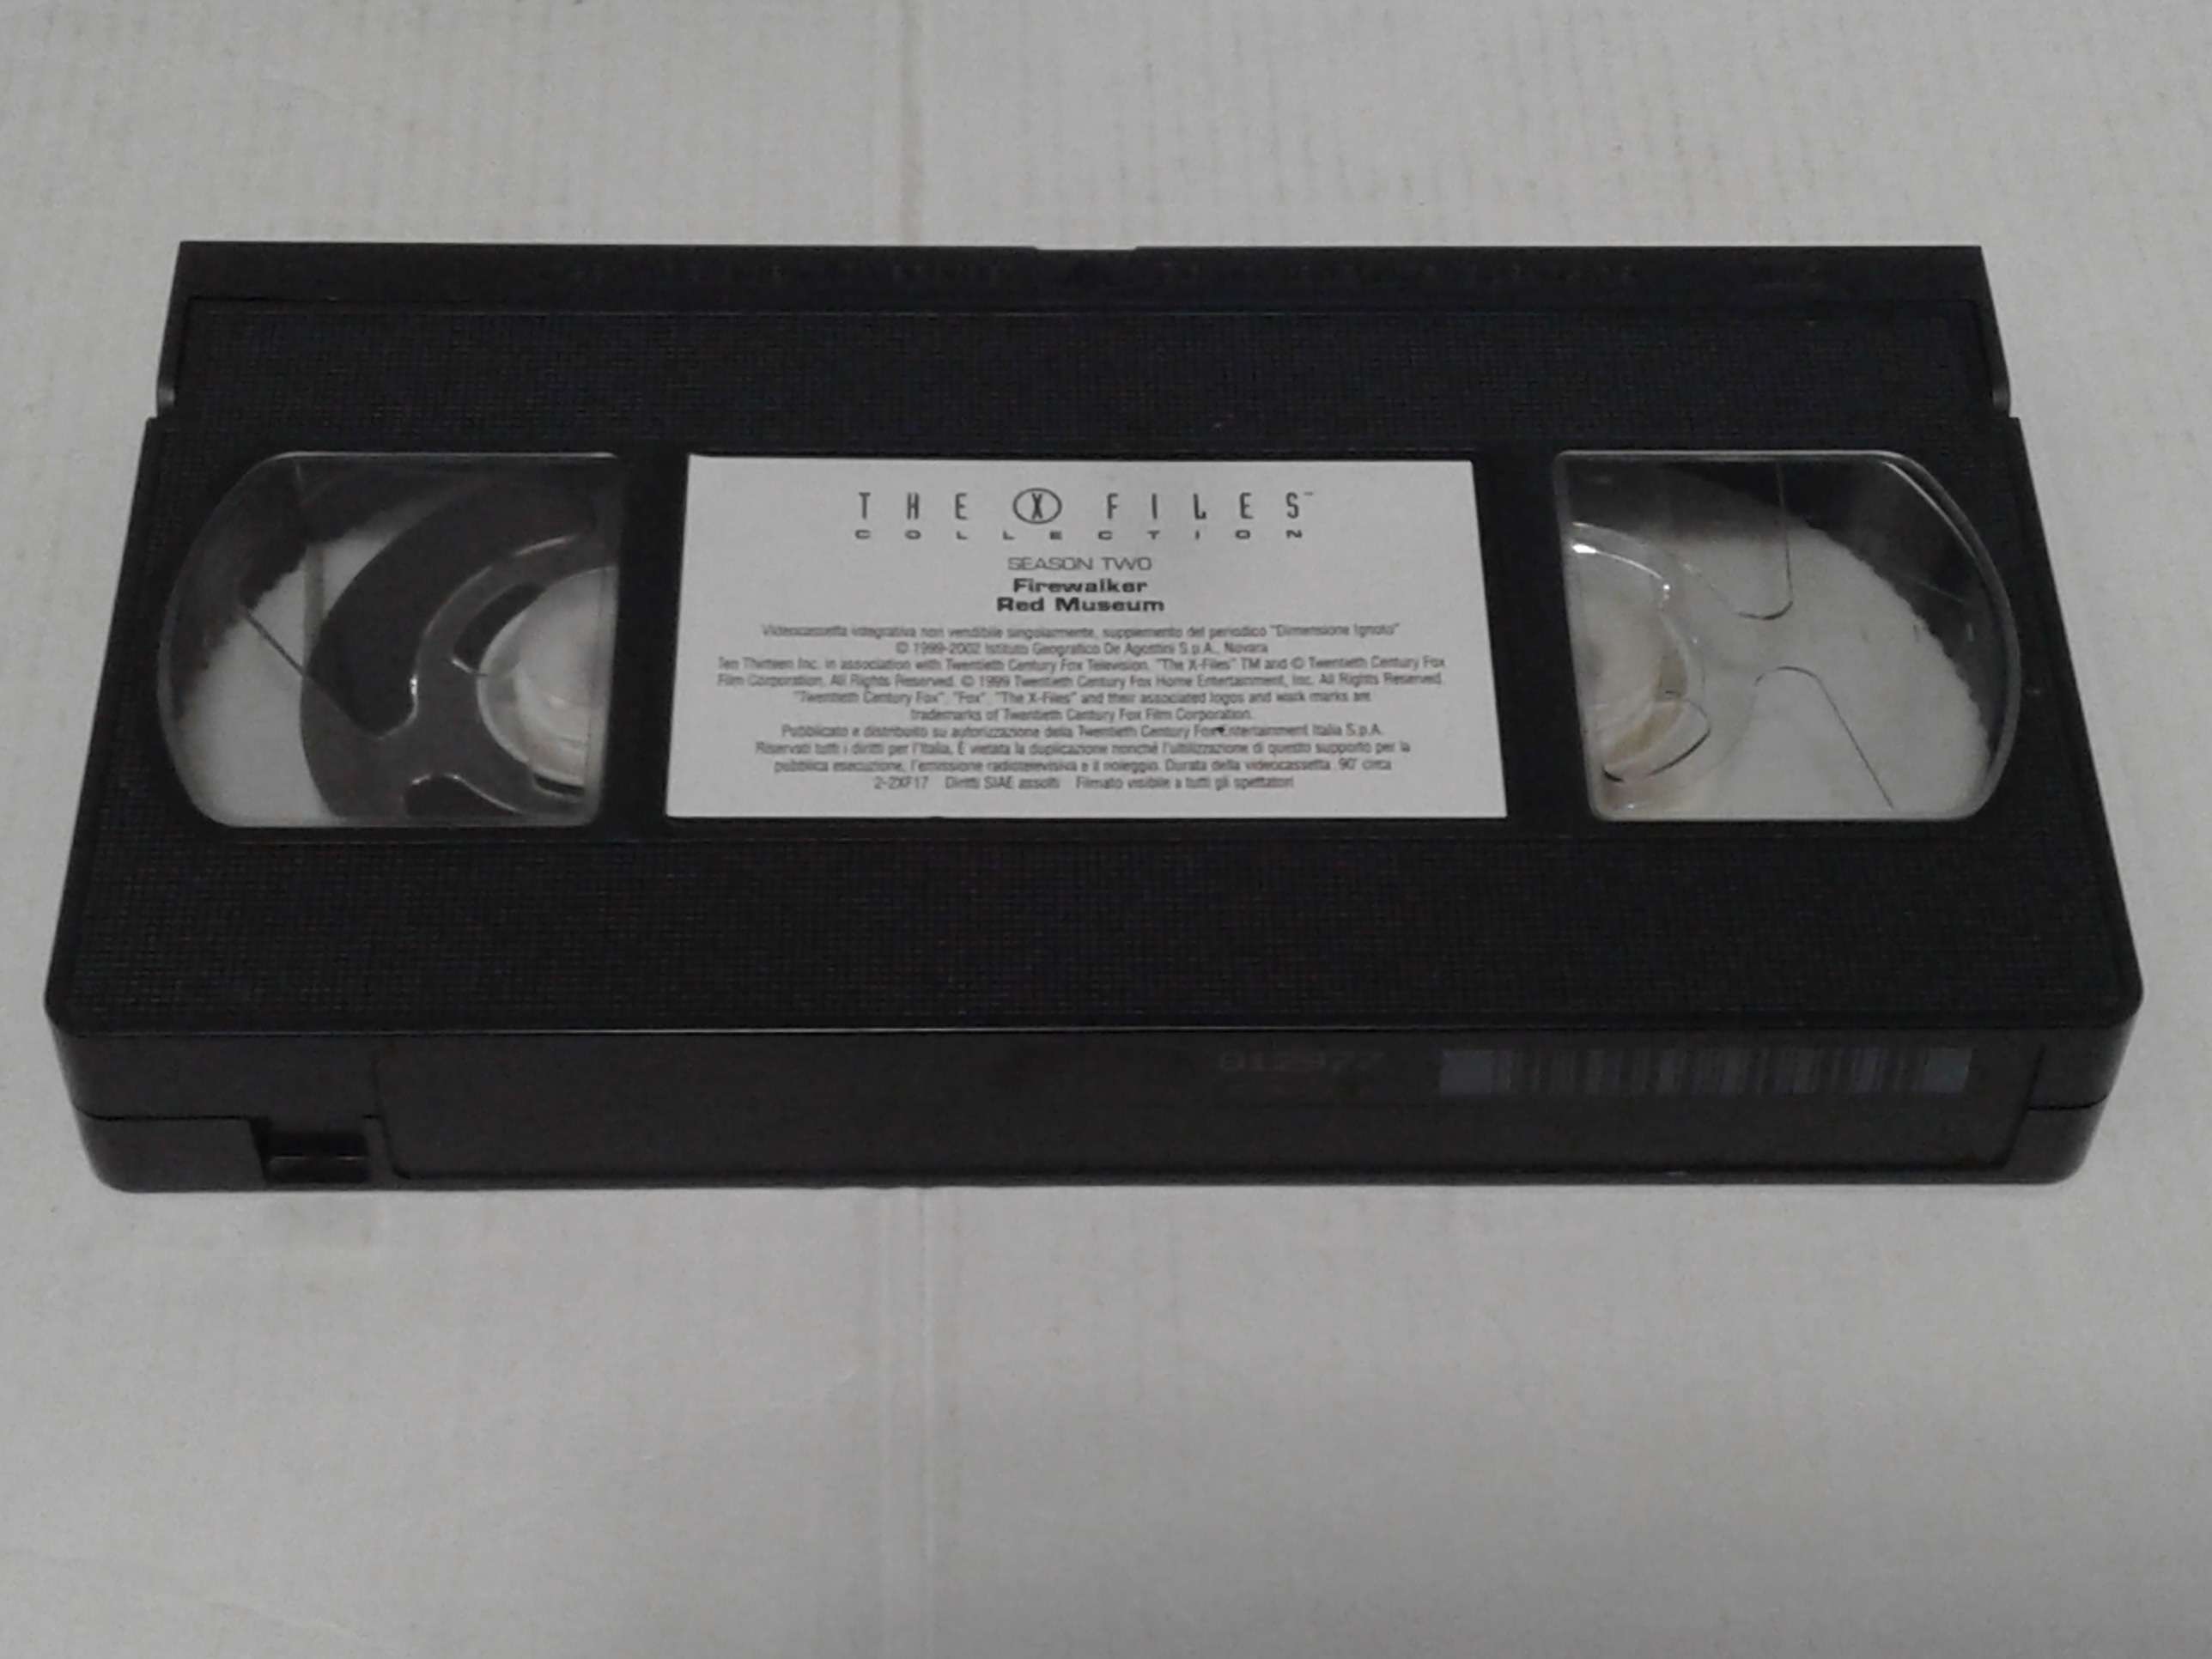 THE X FILES™
COLLECTION
SEASON TWO
Firewalker
Red Museum
Videocassetta integrativa non vendibile singolarmente, supplemento del periodico "Dimensione Ignoto"
© 1999-2002 Istituto Geografico De Agostini S.p.A., Novara
Ten Thirteen Inc. in association with Twentieth Century Fox Television. "The X-Files" TM and © Twentieth Century Fox
Film Corporation. All Rights Reserved. © 1999 Twentieth Century Fox Home Entertainment, Inc. All Rights Reserved.
"Twentieth Century Fox", "Fox", "The X-Files" and their associated logos and work marks are
trademarks of Twentieth Century Fox Film Corporation.
Pubblicato e distribuito su autorizzazione della Twentieth Century Fox Entertainment Italia S.p.A.
Riservati tutti i diritti per l'Italia. È vietata la duplicazione nonché l'utilizzazione di questo supporto per la
pubblica esecuzione, l'emissione radiotelevisiva e il noleggio. Durata della videocassetta 90' circa
2-2XF17 Diritti SIAE assolti Filmato visibile a tutti gli spettatori